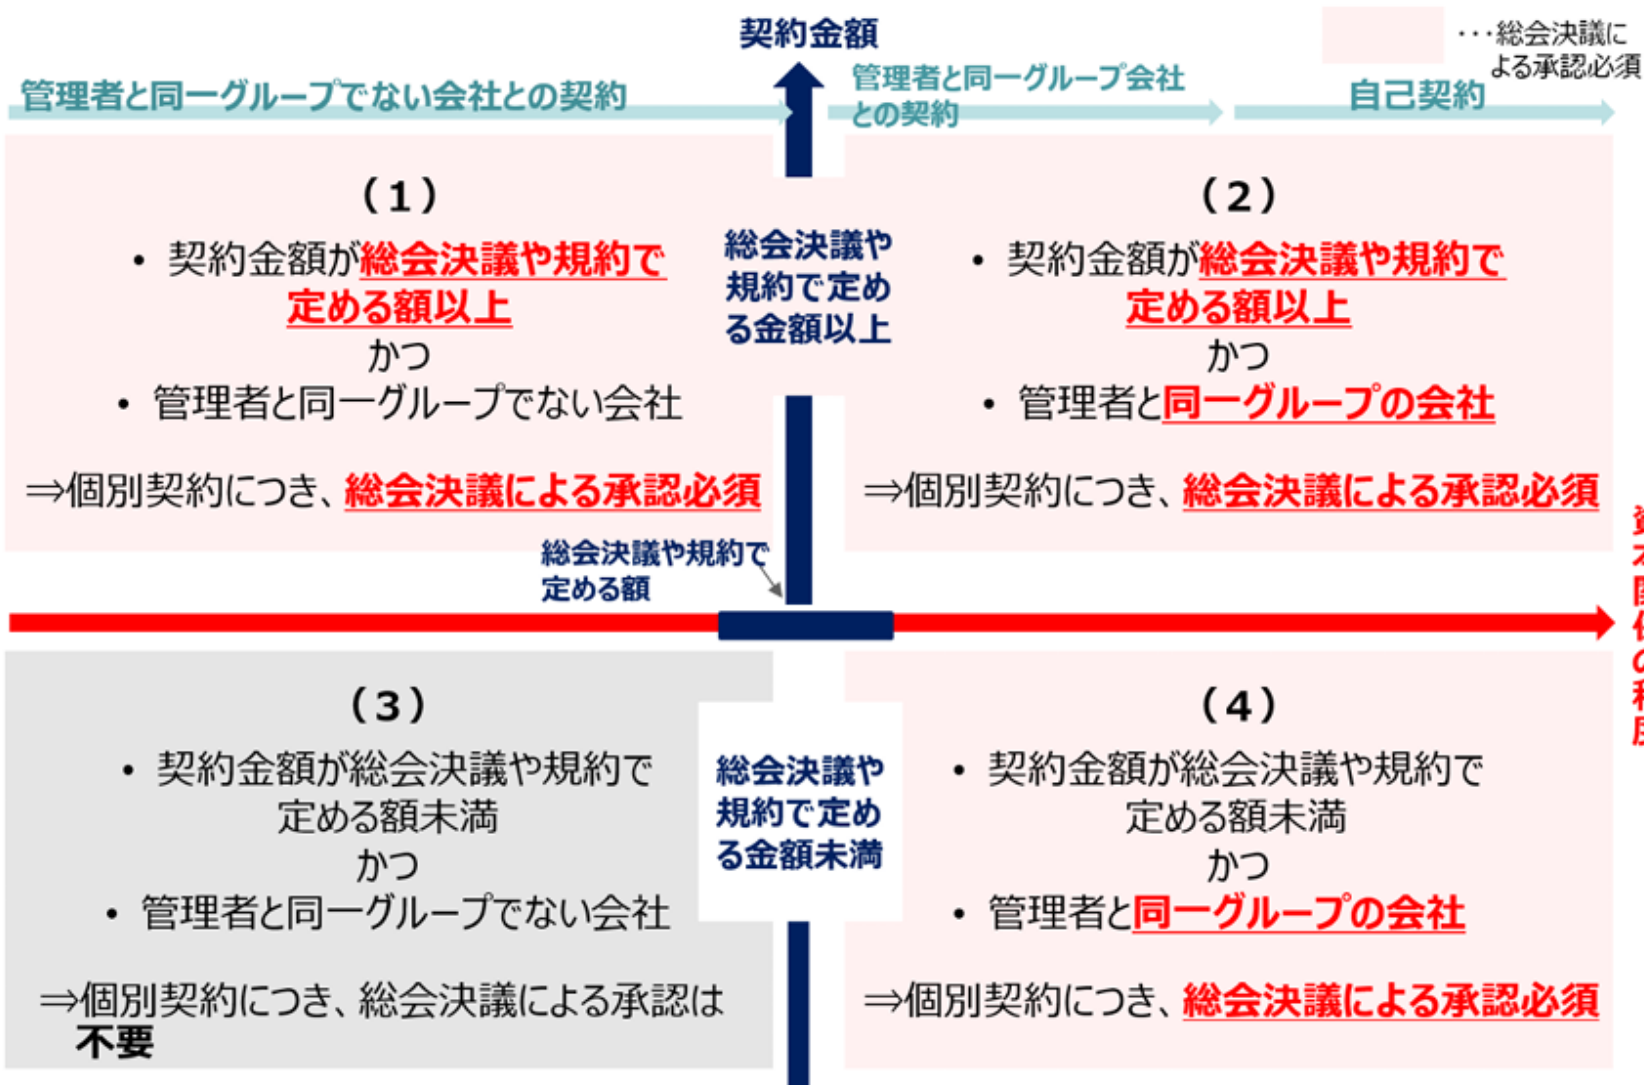 契約金額
・・・総会決議に
よる承認必須
管理者と同一グループでない会社との契約
管理者と同一グループ会社
との契約
自己契約
(1)
・ 契約金額が総会決議や規約で
定める額以上
かつ
・ 管理者と同一グループでない会社
⇒個別契約につき、総会決議による承認必須
総会決議や
規約で定め
る金額以上
(2)
・ 契約金額が総会決議や規約で
定める額以上
かつ
・ 管理者と同一グループの会社
⇒個別契約につき、総会決議による承認必須
総会決議や規約で
定める額
資本関係の程度
(3)
・ 契約金額が総会決議や規約で
定める額未満
かつ
・ 管理者と同一グループでない会社
⇒個別契約につき、総会決議による承認は
不要
総会決議や
規約で定め
る金額未満
(4)
・ 契約金額が総会決議や規約で
定める額未満
かつ
・ 管理者と同一グループの会社
⇒個別契約につき、総会決議による承認必須